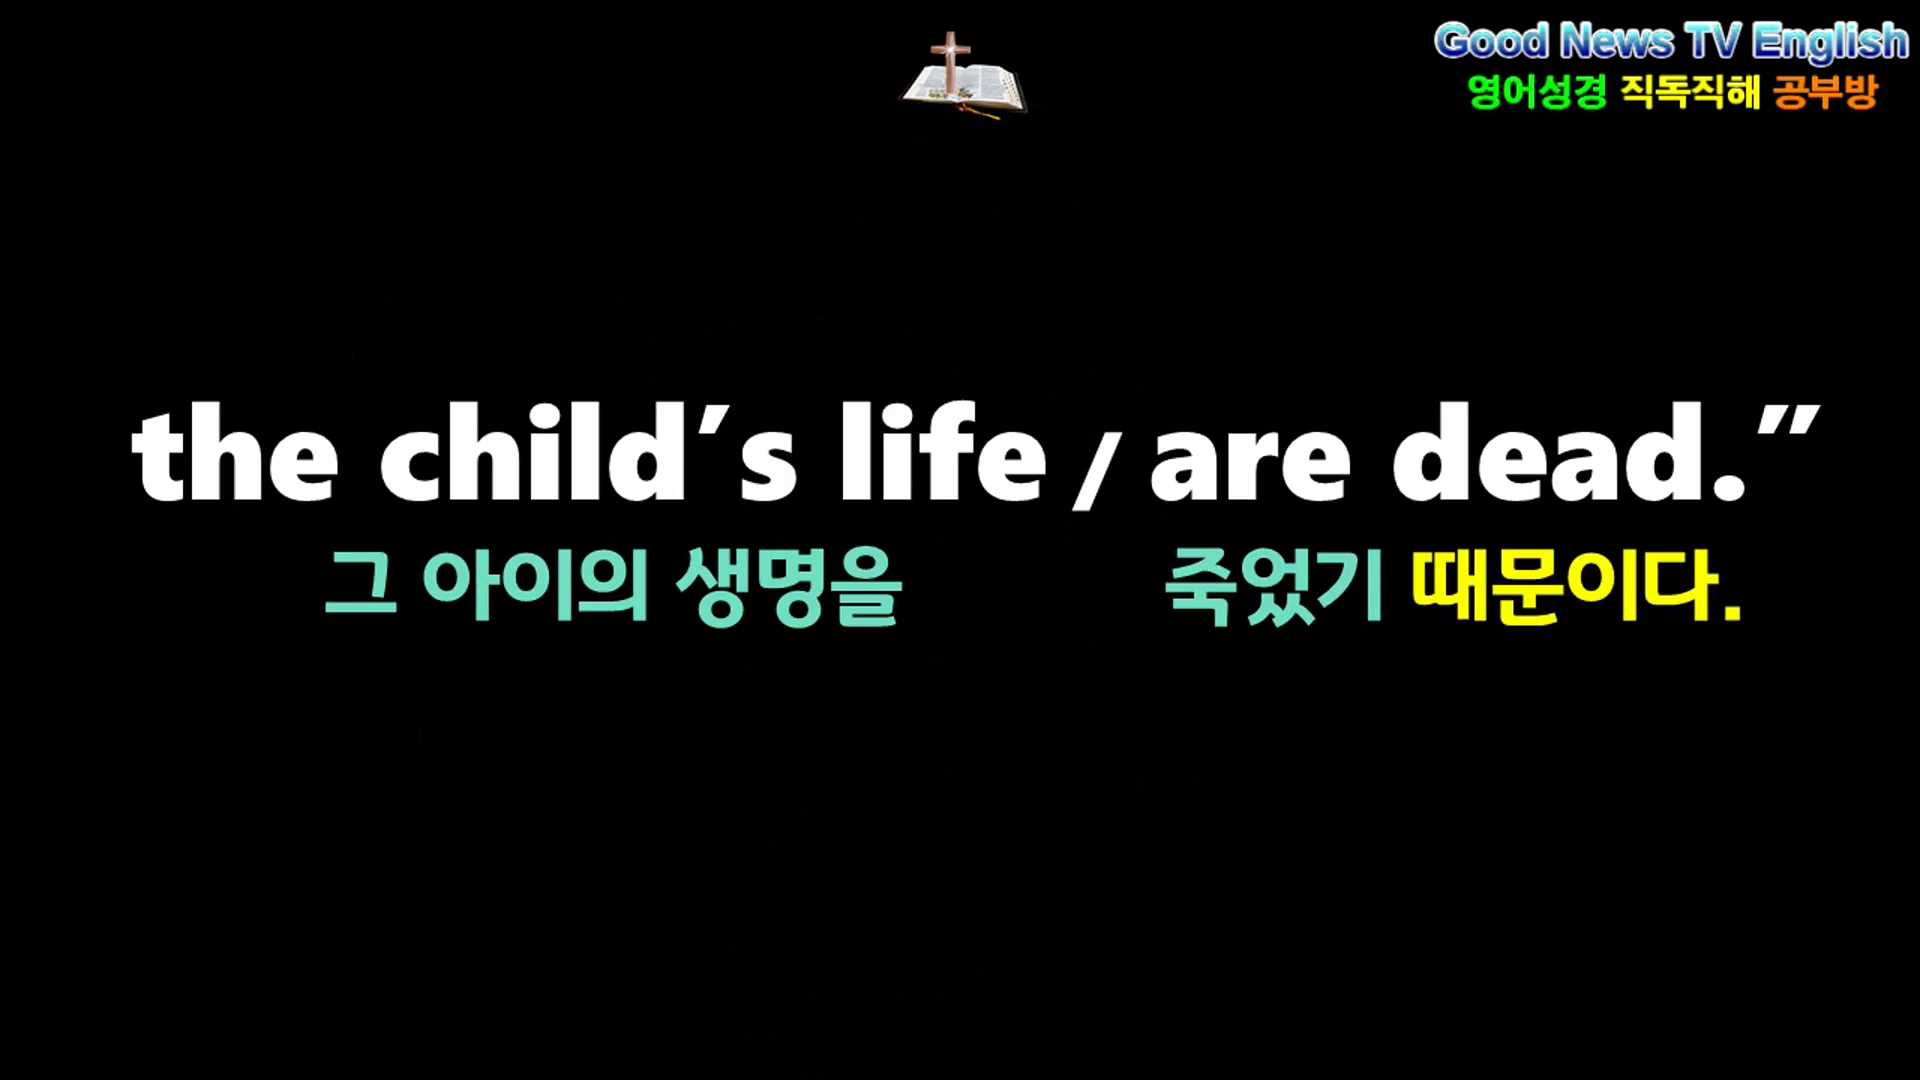 Good News TV English
영어성경 직독직해 공부방
the child’s life / are dead.”
그 아이의 생명을 죽었기 때문이다.